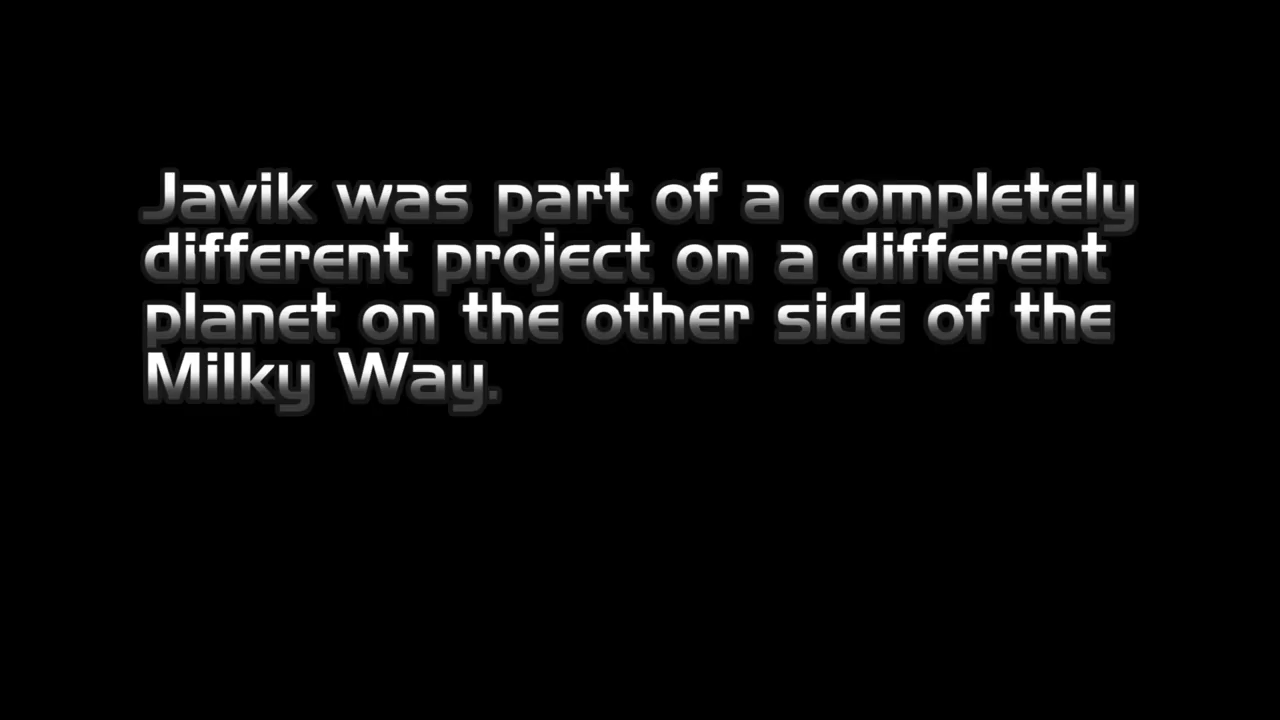 Javik was part of a completely
different project on a different
planet on the other side of the
Milky Way.